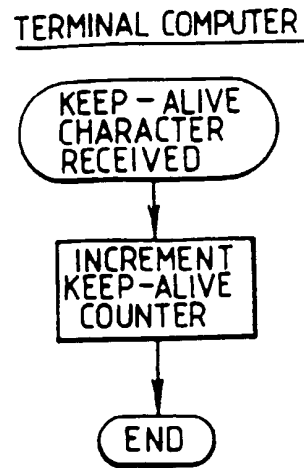 TERMINAL COMPUTER
KEEP-ALIVE
CHARACTER
RECEIVED
INCREMENT
KEEP-ALIVE
COUNTER
END